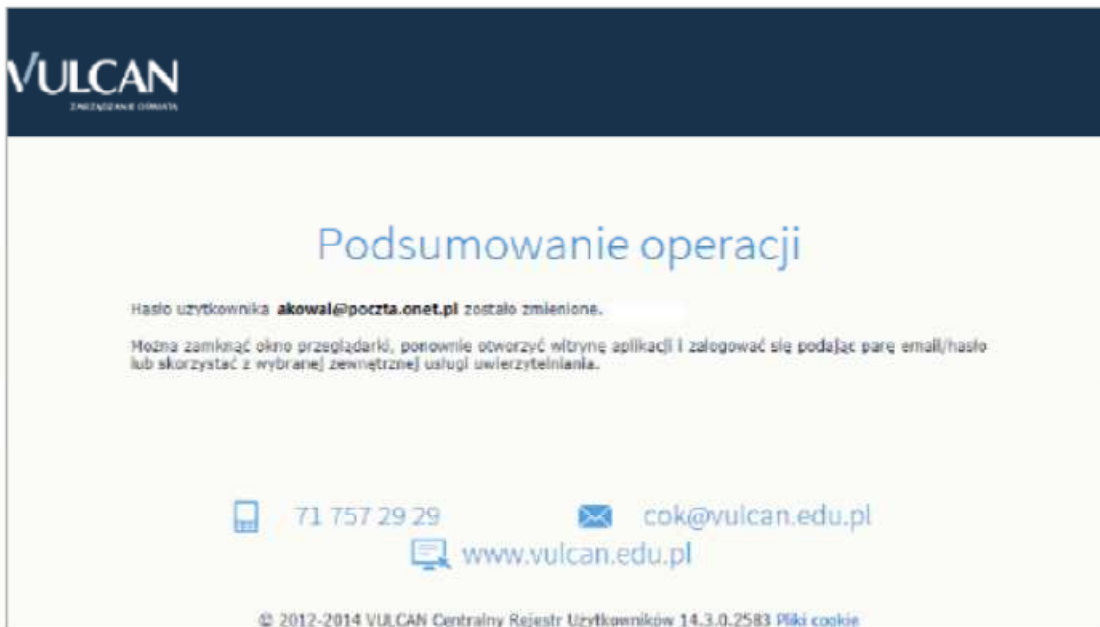 VULCAN
ZARZĄDZANIE OŚWIATĄ
Podsumowanie operacji
Hasło użytkownika akowal@poczta.onet.pl zostało zmienione.
Można zamknąć okno przeglądarki, ponownie otworzyć witrynę aplikacji i zalogować się podając parę email/hasło
lub skorzystać z wybranej zewnętrznej usługi uwierzytelniania.
71 757 29 29 cok@vulcan.edu.pl
www.vulcan.edu.pl
© 2012-2014 VULCAN Centralny Rejestr Użytkowników 14.3.0.2583 Pliki cookie